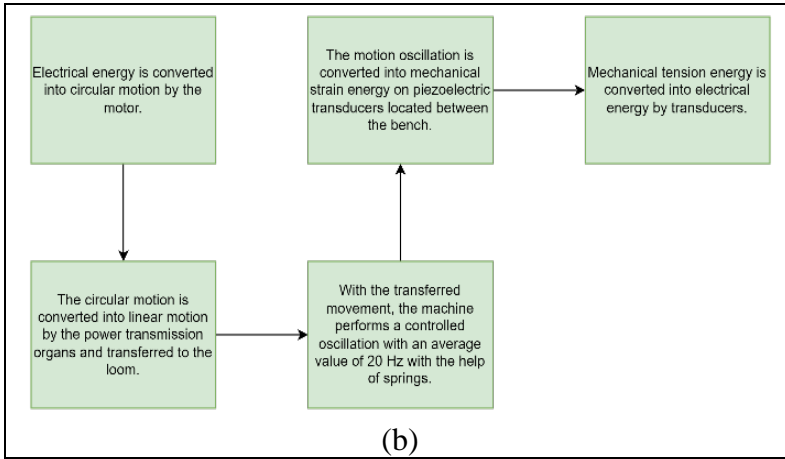 Electrical energy is converted
into circular motion by the
motor.
The circular motion is
converted into linear motion
by the power transmission
organs and transferred to the
loom.
With the transferred
movement, the machine
performs a controlled
oscillation with an average
value of 20 Hz with the help
of springs.
The motion oscillation is
converted into mechanical
strain energy on piezoelectric
transducers located between
the bench.
Mechanical tension energy is
converted into electrical
energy by transducers.
(b)